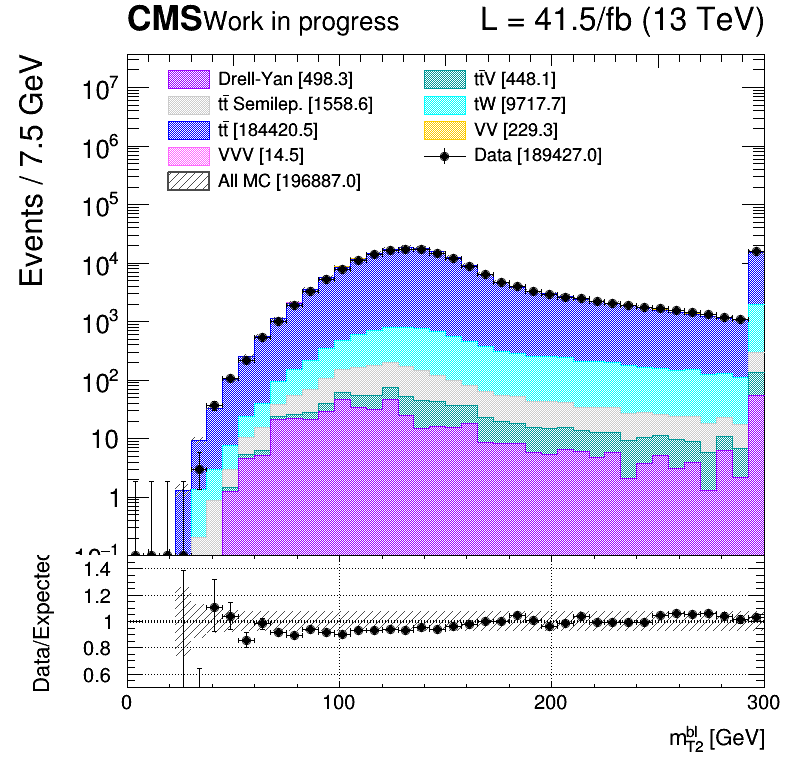 CMS Work in progress L = 41.5/fb (13 TeV)
Events / 7.5 GeV
Drell-Yan [498.3] tt̄V [448.1]
tt̄ Semilep. [1558.6] tW [9717.7]
tt̄ [184420.5] VV [229.3]
VVV [14.5] Data [189427.0]
All MC [196887.0]
10⁷
10⁶
10⁵
10⁴
10³
10²
10
1
10⁻¹
Data/Expected
1.4
1.2
1
0.8
0.6
0 100 200 300
m_T2^bl [GeV]